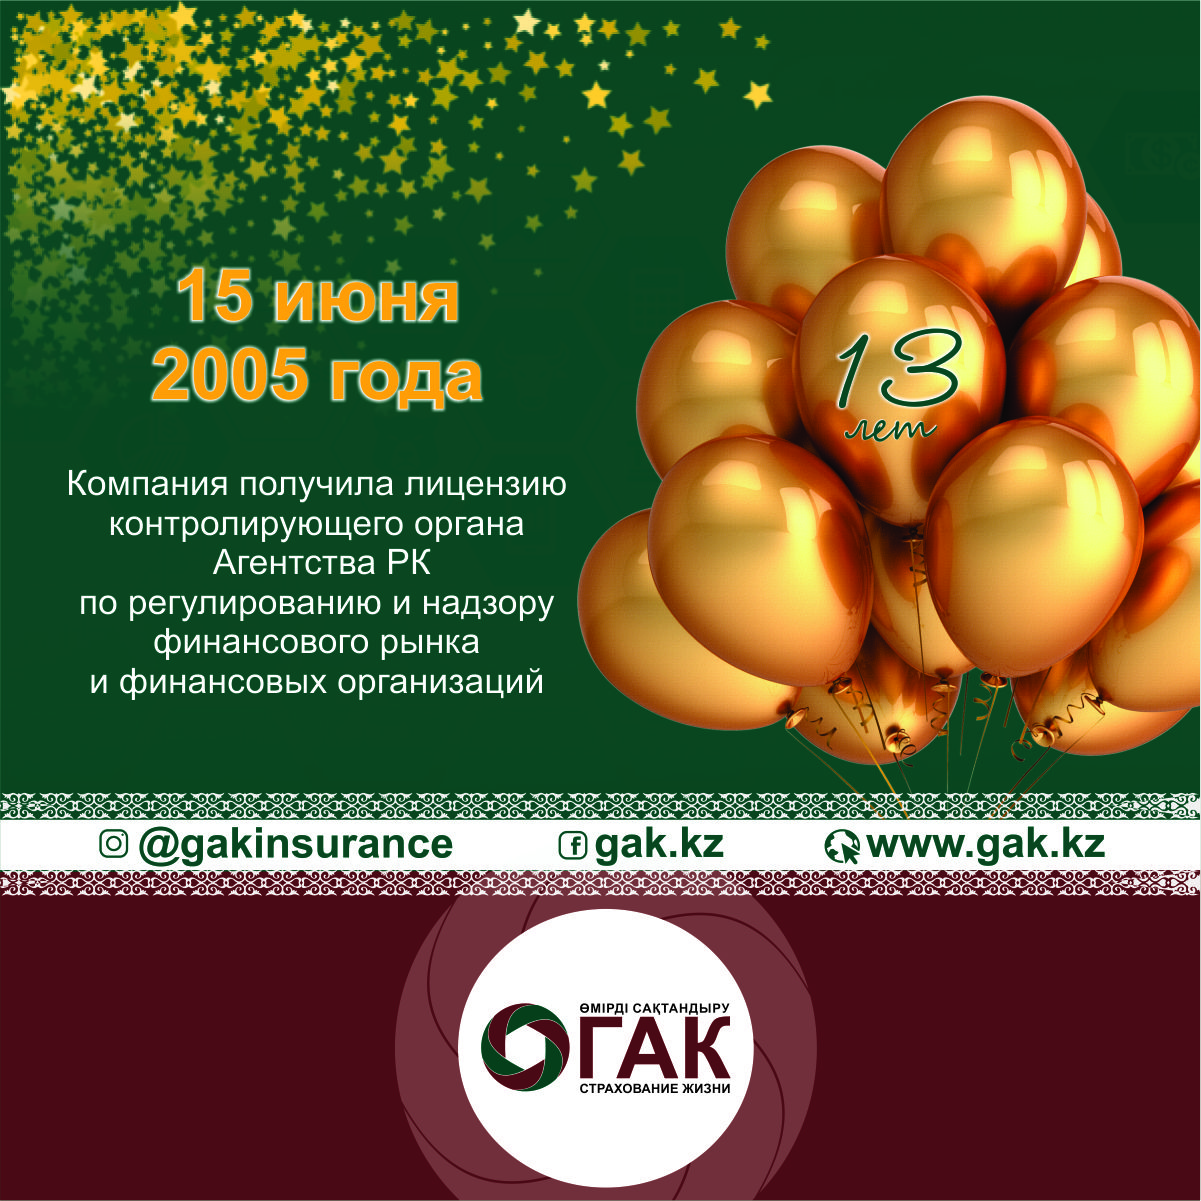 15 июня
2005 года
Компания получила лицензию
контролирующего органа
Агентства РК
по регулированию и надзору
финансового рынка
и финансовых организаций
13
лет
@gakinsurance
gak.kz
www.gak.kz
ӨМІРДІ САҚТАНДЫРУ
ГАК
СТРАХОВАНИЕ ЖИЗНИ